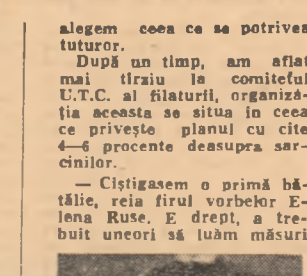 alegem ceea ce se potrivea
tuturor.
După un timp, am aflat
mai tîrziu la comitetul
U.T.C. al filaturii, organiza-
ția aceasta se situa în ceea
ce privește planul cu cîte
4—6 procente deasupra sar-
cinilor.
— Cîștigasem o primă bă-
tălie, reia firul vorbelor E-
lena Ruse. E drept, a tre-
buit uneori să luăm măsuri